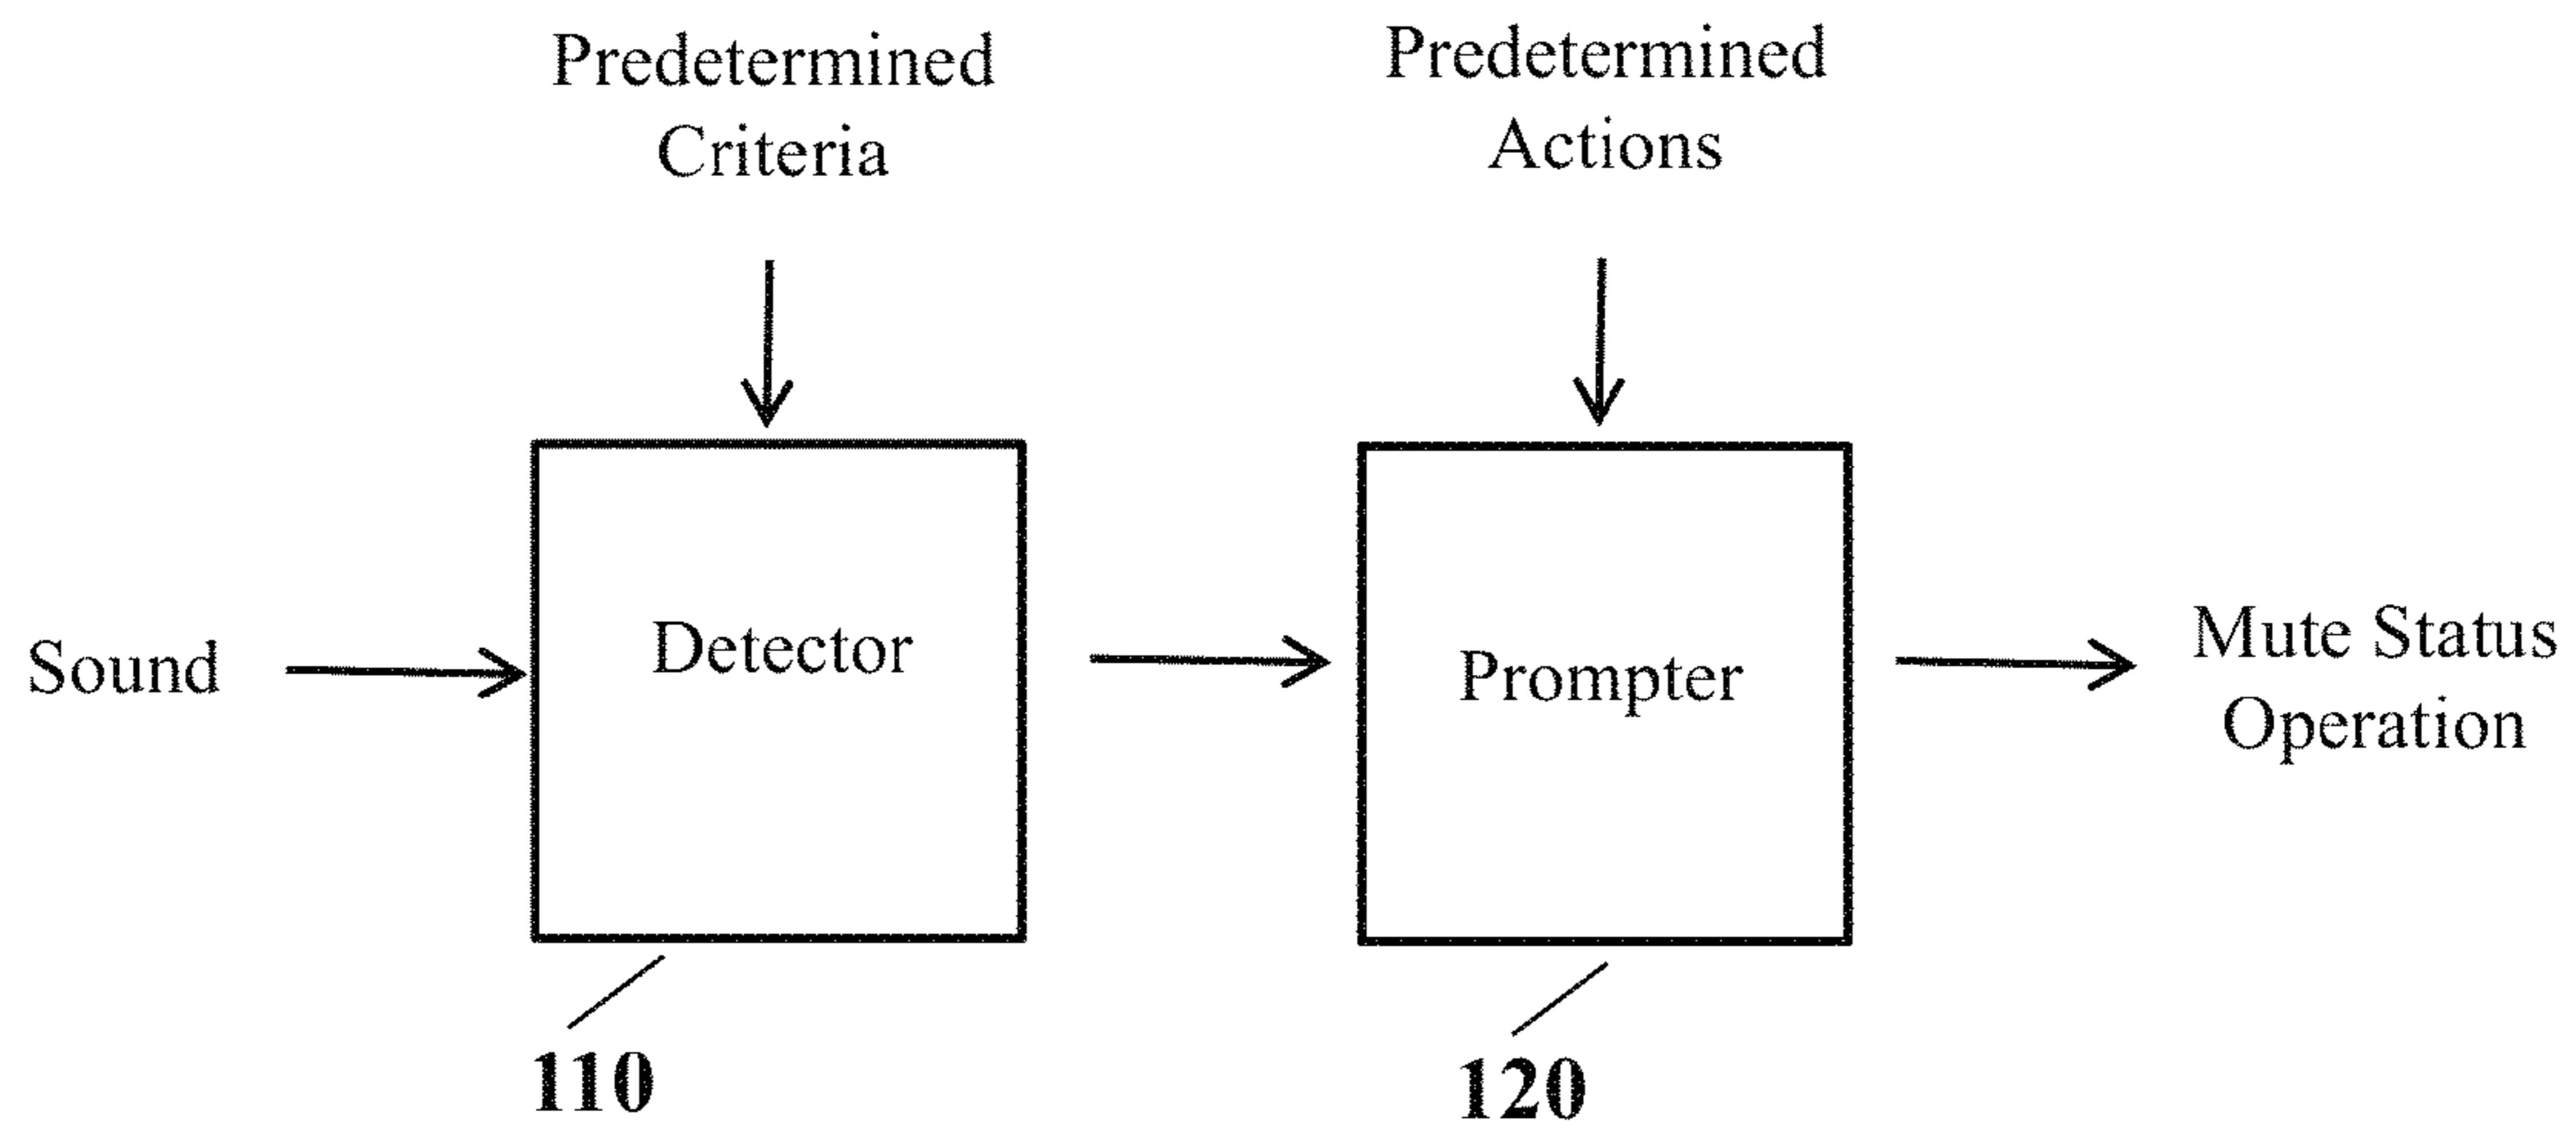 Predetermined
Criteria
Predetermined
Actions
Sound
Detector
Prompter
Mute Status
Operation
110
120